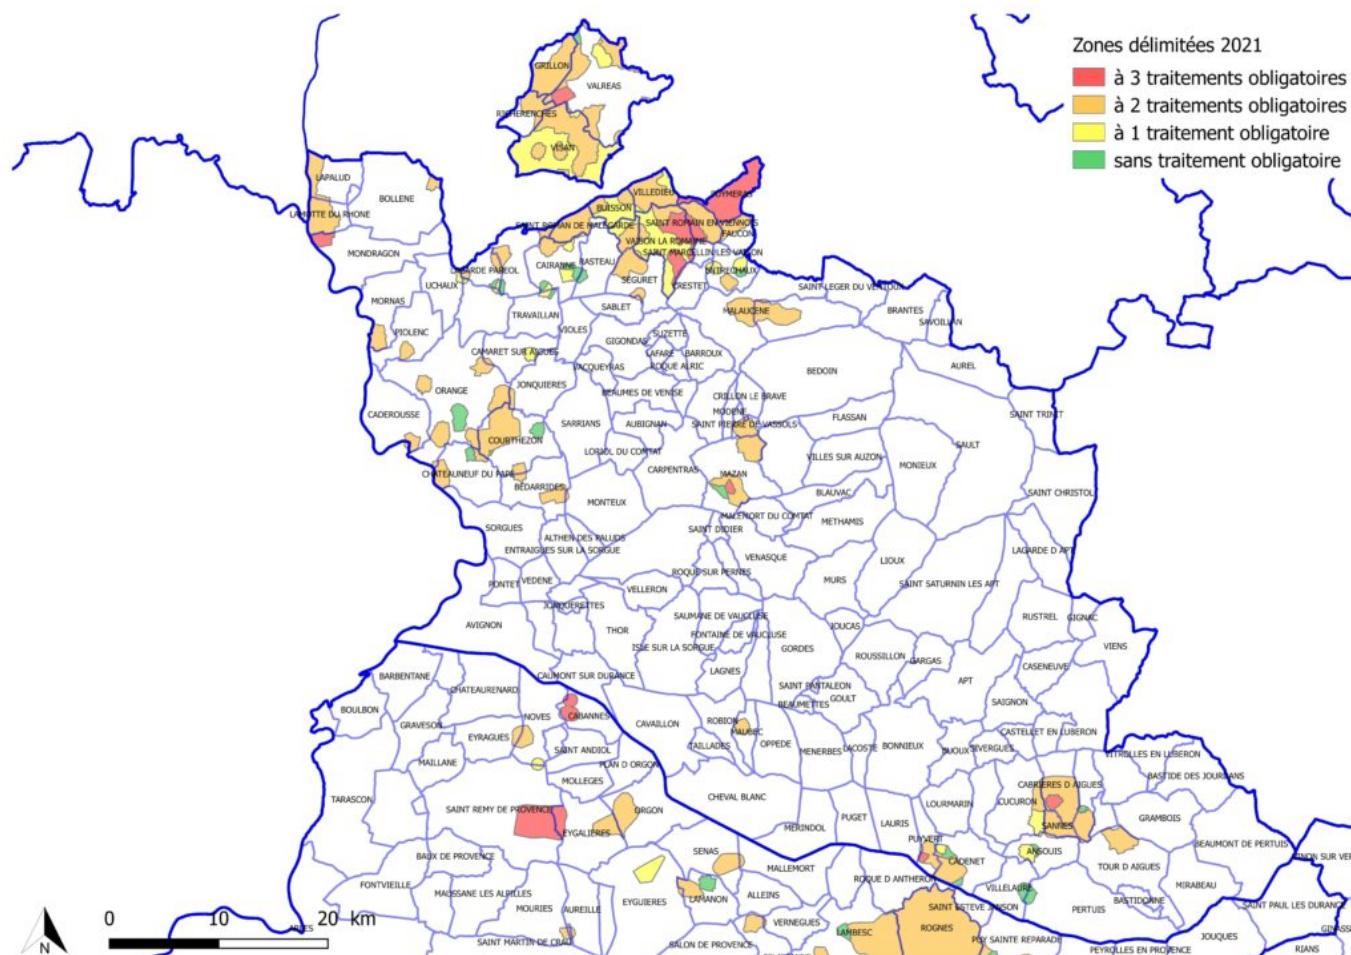 Zones délimitées 2021
à 3 traitements obligatoires
à 2 traitements obligatoires
à 1 traitement obligatoire
sans traitement obligatoire
GRILLON
VALREAS
RICHERENCHES
VISAN
LAPALUD
BOLLENE
LAMOTTE DU RHONE
MONDRAGON
VILLEDIEU
PUYMERAS
BUISSON
SAINT ROMAN DE MALEGARDE
SAINT ROMAIN EN VIENNOIS
FAUCON
VAISON LA ROMAINE
SAINT MARCELLIN LES VAISON
CAIRANNE
RASTEAU
LAGARDE PAREOL
SEGURET
CRESTET
ENTRECHAUX
UCHAUX
SAINT LEGER DU VENTOUX
MORNAS
TRAVAILLAN
SABLET
MALAUCENE
BRANTES
SAVOILLAN
PIOLENC
VIOLES
GIGONDAS
SUZETTE
CAMARET SUR AIGUES
LAFARE
BARROUX
VACQUEYRAS
ROQUE ALRIC
BEDOIN
AUREL
ORANGE
JONQUIERES
BEAUMES DE VENISE
CRILLON LE BRAVE
MODENE
CADEROUSSE
SARRIANS
AUBIGNAN
SAINT PIERRE DE VASSOLS
FLASSAN
SAINT TRINIT
COURTHEZON
LORIOL DU COMTAT
SAULT
VILLES SUR AUZON
MONIEUX
CHATEAUNEUF DU PAPE
CARPENTRAS
MAZAN
BEDARRIDES
MONTEUX
BLAUVAC
SAINT CHRISTOL
MALEMORT DU COMTAT
METHAMIS
SORGUES
SAINT DIDIER
ALTHEN DES PALUDS
ENTRAIGUES SUR LA SORGUE
VENASQUE
LAGARDE D APT
LIOUX
ROQUE SUR PERNES
PONTET
VEDENE
MURS
SAINT SATURNIN LES APT
VELLERON
JONQUERETTES
SAUMANE DE VAUCLUSE
RUSTREL
GIGNAC
AVIGNON
THOR
FONTAINE DE VAUCLUSE
JOUCAS
ISLE SUR LA SORGUE
GORDES
ROUSSILLON
GARGAS
VIENS
CASENEUVE
CAUMONT SUR DURANCE
LAGNES
APT
BARBENTANE
CHATEAURENARD
SAINT PANTALEON
GOULT
SAIGNON
BEAUMETTES
BOULBON
GRAVESON
NOVES
CABANNES
CAVAILLON
ROBION
MAUBEC
EYRAGUES
OPPEDE
MENERBES
LACOSTE
BONNIEUX
CASTELLET EN LUBERON
TAILLADES
BUOUX
SIVERGUES
SAINT ANDIOL
MAILLANE
PLAN D ORGON
VITROLLES EN LUBERON
MOLLEGES
BASTIDE DES JOURDANS
CABRIERES D AIGUES
TARASCON
CHEVAL BLANC
SAINT REMY DE PROVENCE
ORGON
LOURMARIN
CUCURON
GRAMBOIS
PUGET
LAURIS
EYGALIERES
MERINDOL
SANNES
PUYVERT
BEAUMONT DE PERTUIS
ANSOUIS
SENAS
BAUX DE PROVENCE
CADENET
TOUR D AIGUES
MALLEMORT
FONTVIEILLE
ROQUE D ANTHERON
MIRABEAU
MAUSSANE LES ALPILLES
VILLELAURE
ALLEINS
LAMANON
EYGUIERES
BASTIDONNE
MOURIES
AUREILLE
SAINT ESTEVE JANSON
PERTUIS
SAINT PAUL LES DURANCE
VERNEGUES
ARLES
LAMBESC
ROGNES
SAINT MARTIN DE CRAU
SALON DE PROVENCE
PUY SAINTE REPARADE
JOUQUES
PEYROLLES EN PROVENCE
RIANS
0 10 20 km
N